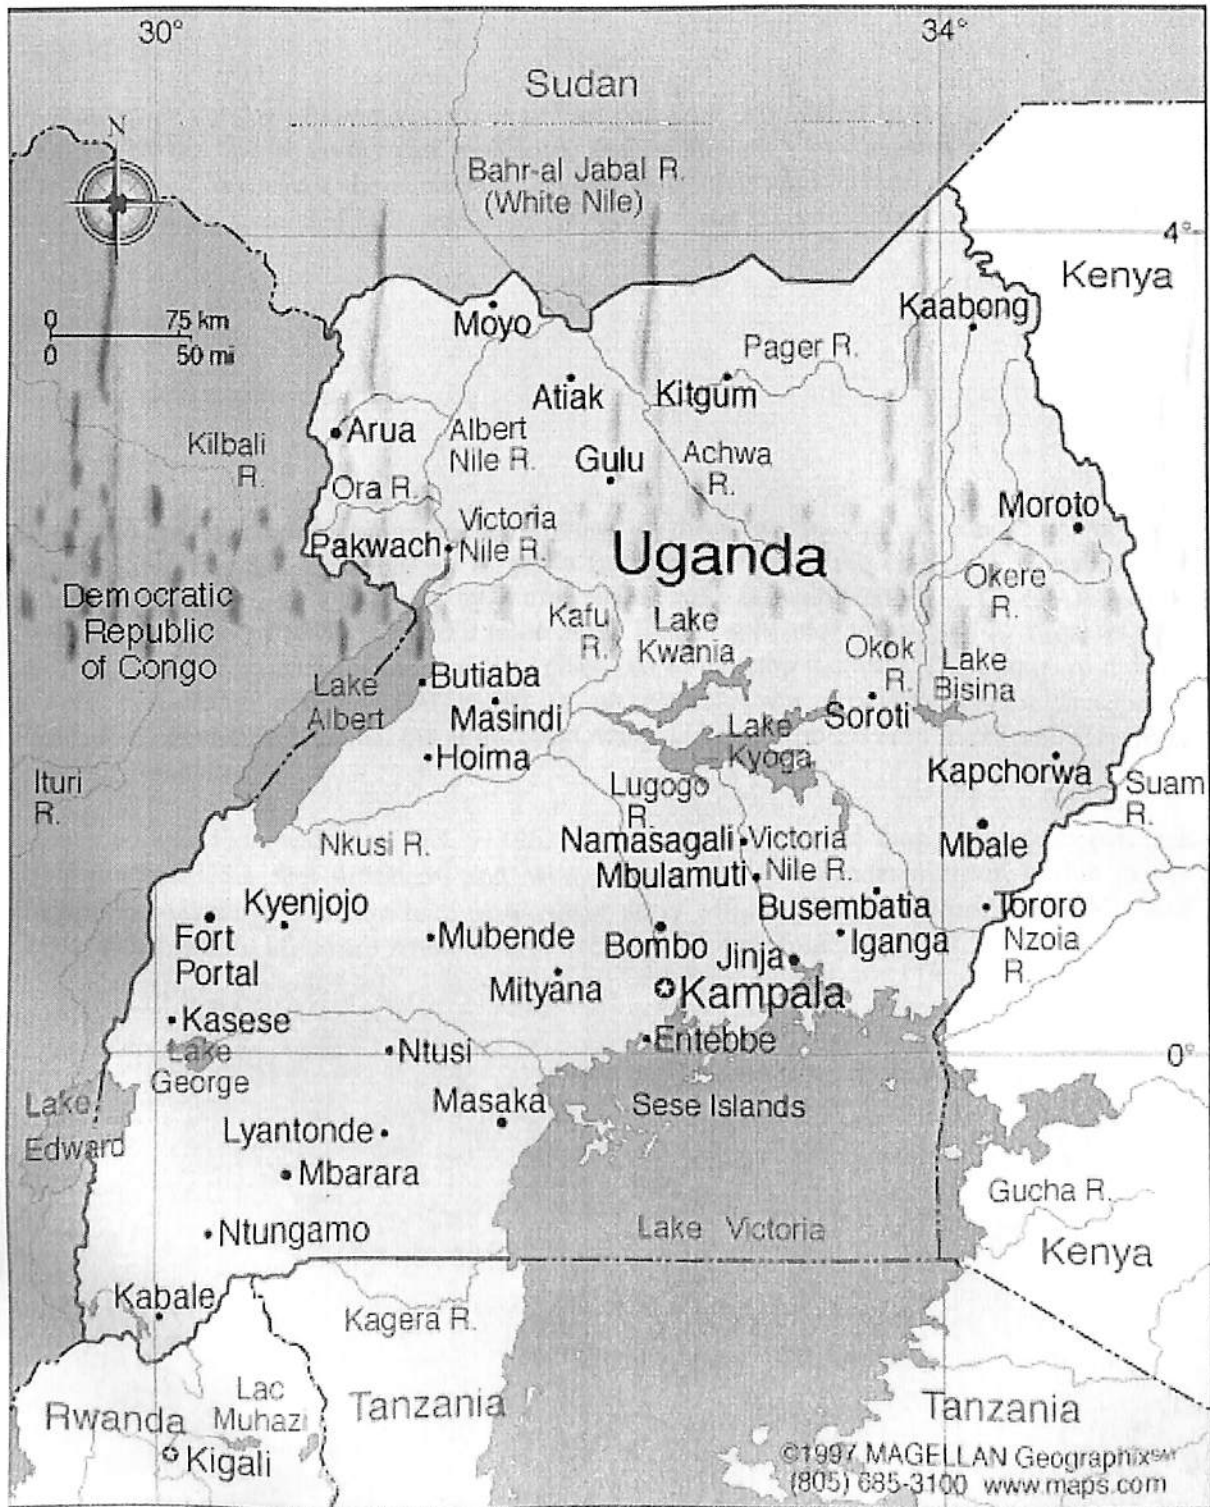 30°
34°
Sudan
N
Bahr-al Jabal R.
(White Nile)
4°
Kenya
0 75 km
0 50 mi
Moyo
Kaabong
Pager R.
Atiak
Kitgum
Arua
Albert
Nile R.
Kilbali
R.
Gulu
Achwa
R.
Ora R.
Moroto
Victoria
Nile R.
Pakwach
Uganda
Okere
R.
Democratic
Republic
of Congo
Kafu
R.
Lake
Kwania
Okok
R.
Lake
Bisina
Lake
Albert
Butiaba
Masindi
Soroti
Lake
Kyoga
Hoima
Kapchorwa
Ituri
R.
Lugogo
R.
Suam
R.
Nkusi R.
Namasagali
Victoria
Nile R.
Mbale
Mbulamuti
Kyenjojo
Busembatia
Tororo
Fort
Portal
Mubende
Bombo
Jinja
Iganga
Nzoia
R
Mityana
Kampala
Kasese
Entebbe
Lake
George
Ntusi
0°
Lake
Edward
Masaka
Sese Islands
Lyantonde
Mbarara
Gucha R.
Ntungamo
Lake Victoria
Kenya
Kabale
Kagera R.
Rwanda
Lac
Muhazi
Tanzania
Tanzania
Kigali
©1997 MAGELLAN Geographix℠
(805) 685-3100 www.maps.com